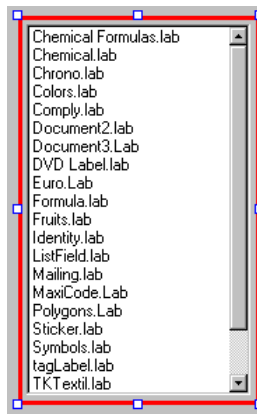 Chemical Formulas.lab
Chemical.lab
Chrono.lab
Colors.lab
Comply.lab
Document2.lab
Document3.Lab
DVD Label.lab
Euro.Lab
Formula.lab
Fruits.lab
Identity.lab
ListField.lab
Mailing.lab
MaxiCode.Lab
Polygons.Lab
Sticker.lab
Symbols.lab
tagLabel.lab
TKTextil.lab